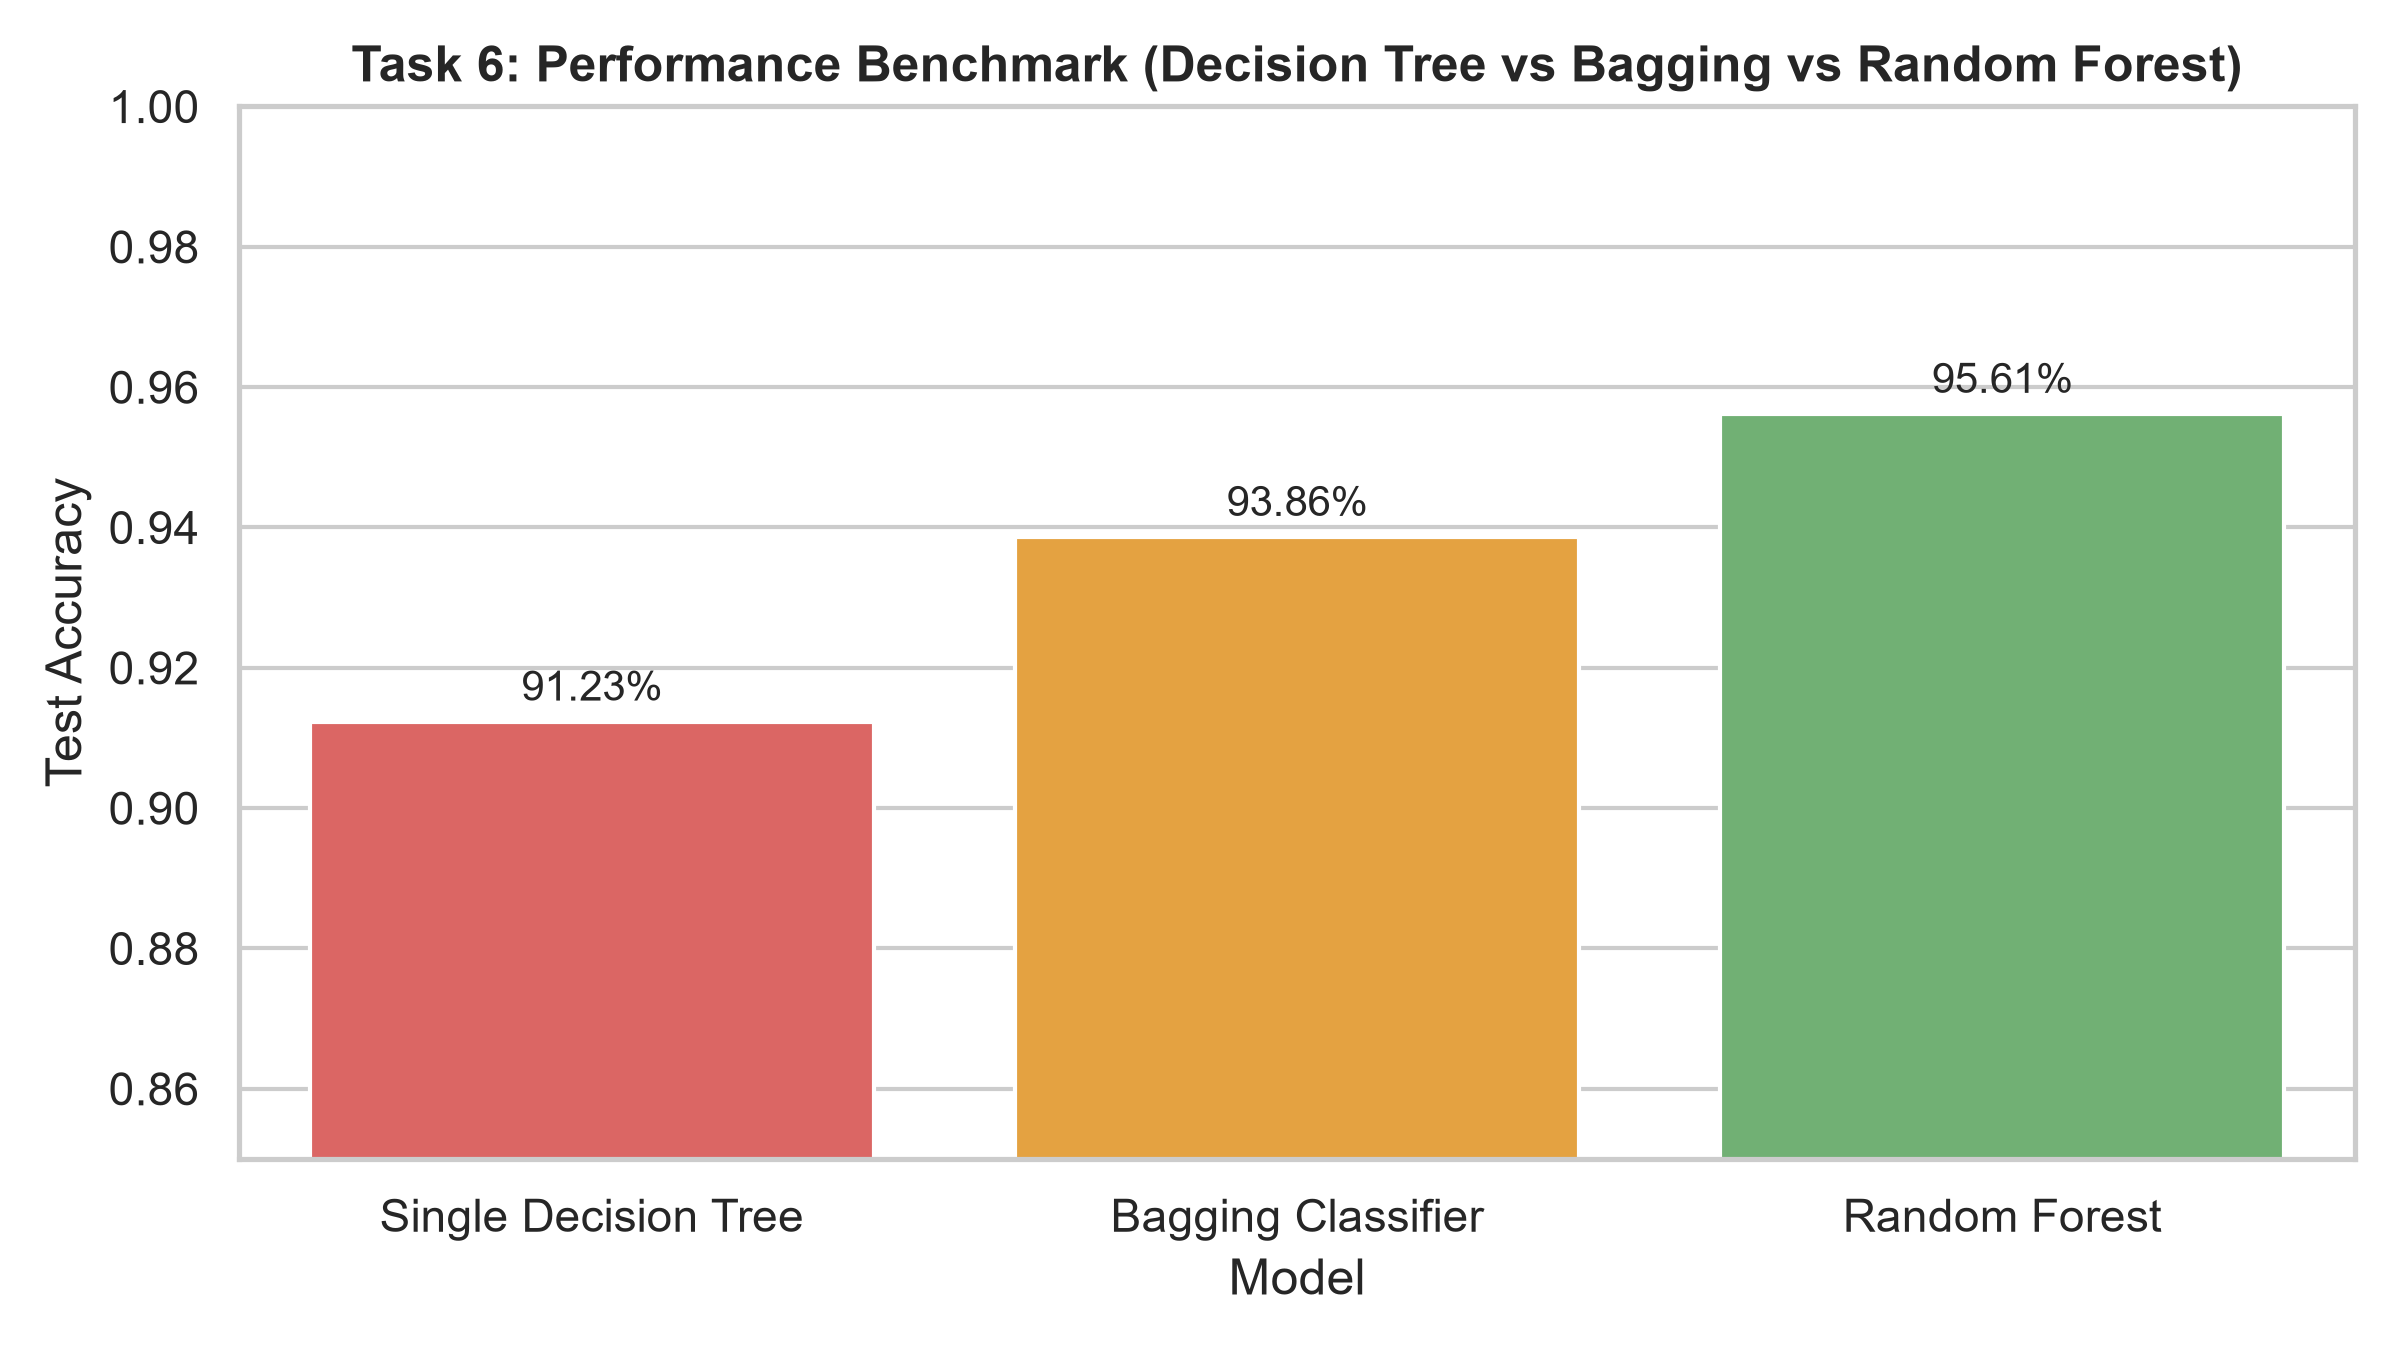 Task 6: Performance Benchmark (Decision Tree vs Bagging vs Random Forest)
1.00
0.98
0.96
0.94
0.92
0.90
0.88
0.86
Test Accuracy
91.23%
93.86%
95.61%
Single Decision Tree
Bagging Classifier
Random Forest
Model